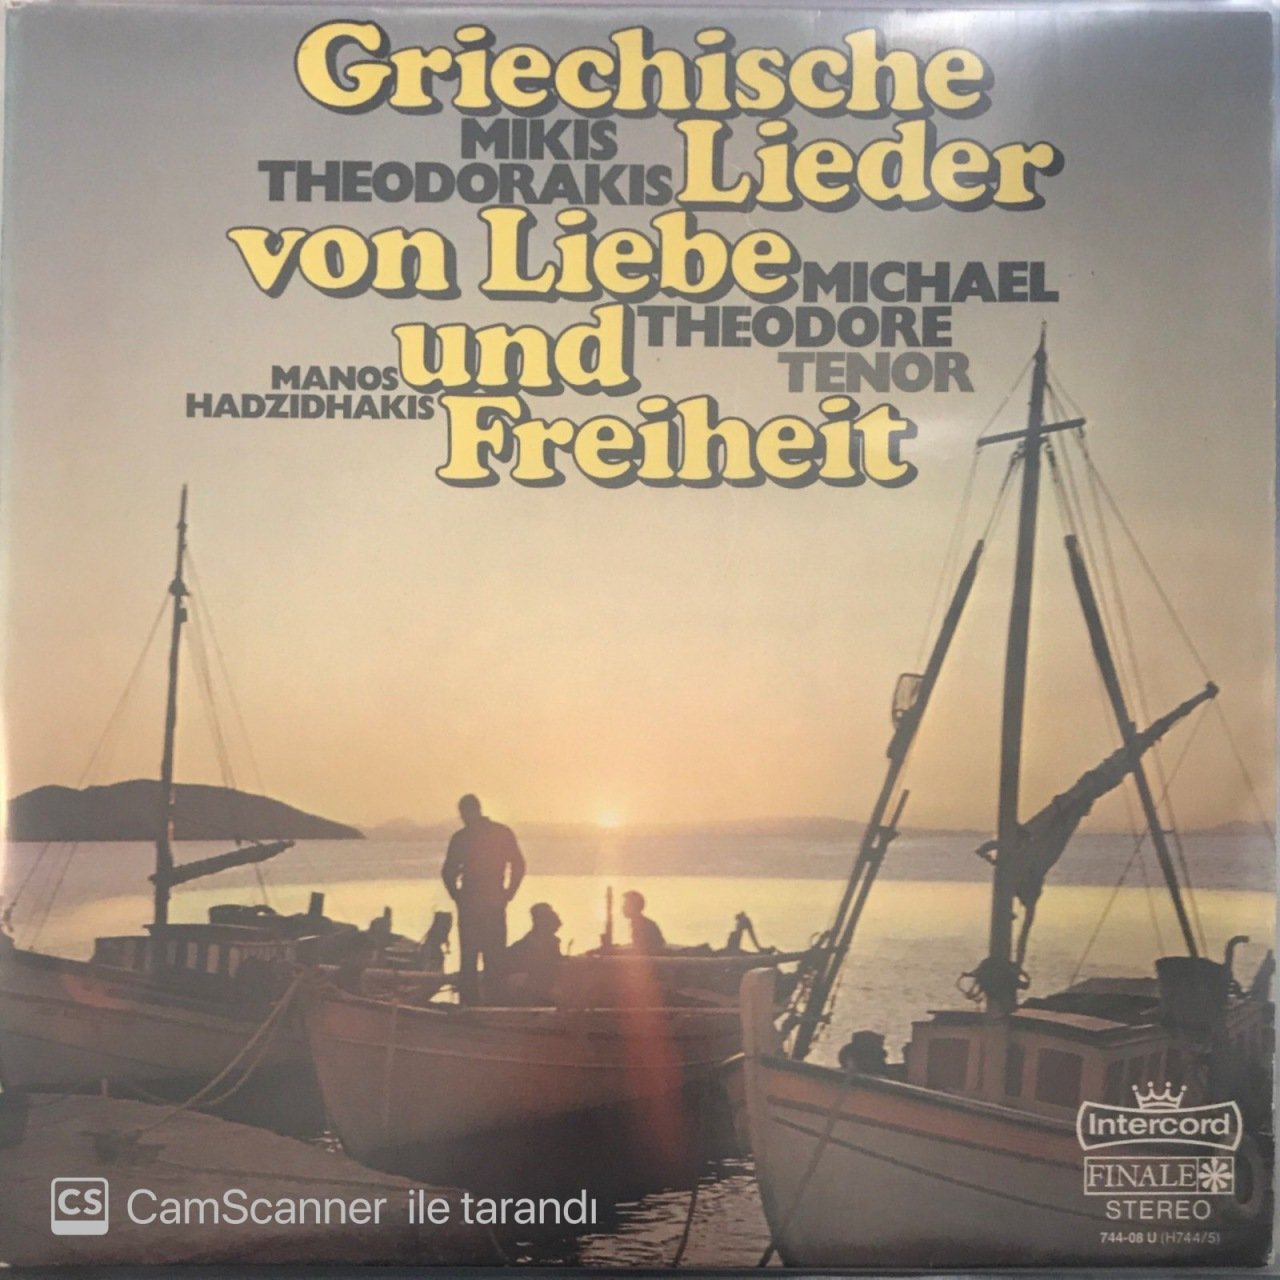 Griechische
MIKIS
THEODORAKIS Lieder
von Liebe MICHAEL
THEODORE
und
TENOR
MANOS
HADZIDHAKIS
Freiheit
Intercord
FINALE
STEREO
744-08 U (H744/5)
CS CamScanner ile tarandı